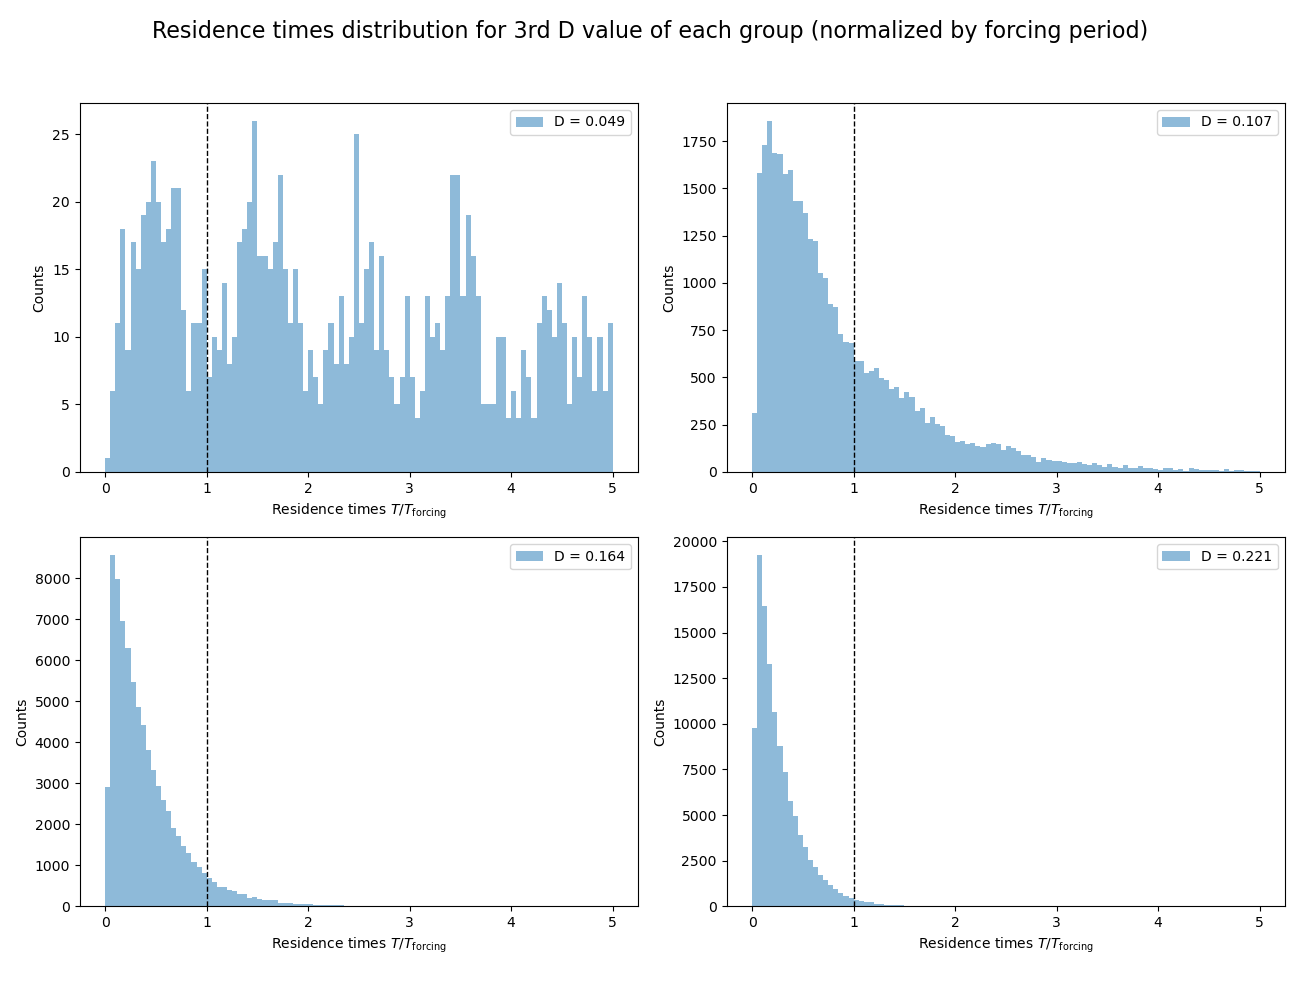 Residence times distribution for 3rd D value of each group (normalized by forcing period)
D = 0.049
Counts
25
20
15
10
5
0
0 1 2 3 4 5
Residence times T/T_forcing
D = 0.107
Counts
1750
1500
1250
1000
750
500
250
0
0 1 2 3 4 5
Residence times T/T_forcing
D = 0.164
Counts
8000
7000
6000
5000
4000
3000
2000
1000
0
0 1 2 3 4 5
Residence times T/T_forcing
D = 0.221
Counts
20000
17500
15000
12500
10000
7500
5000
2500
0
0 1 2 3 4 5
Residence times T/T_forcing